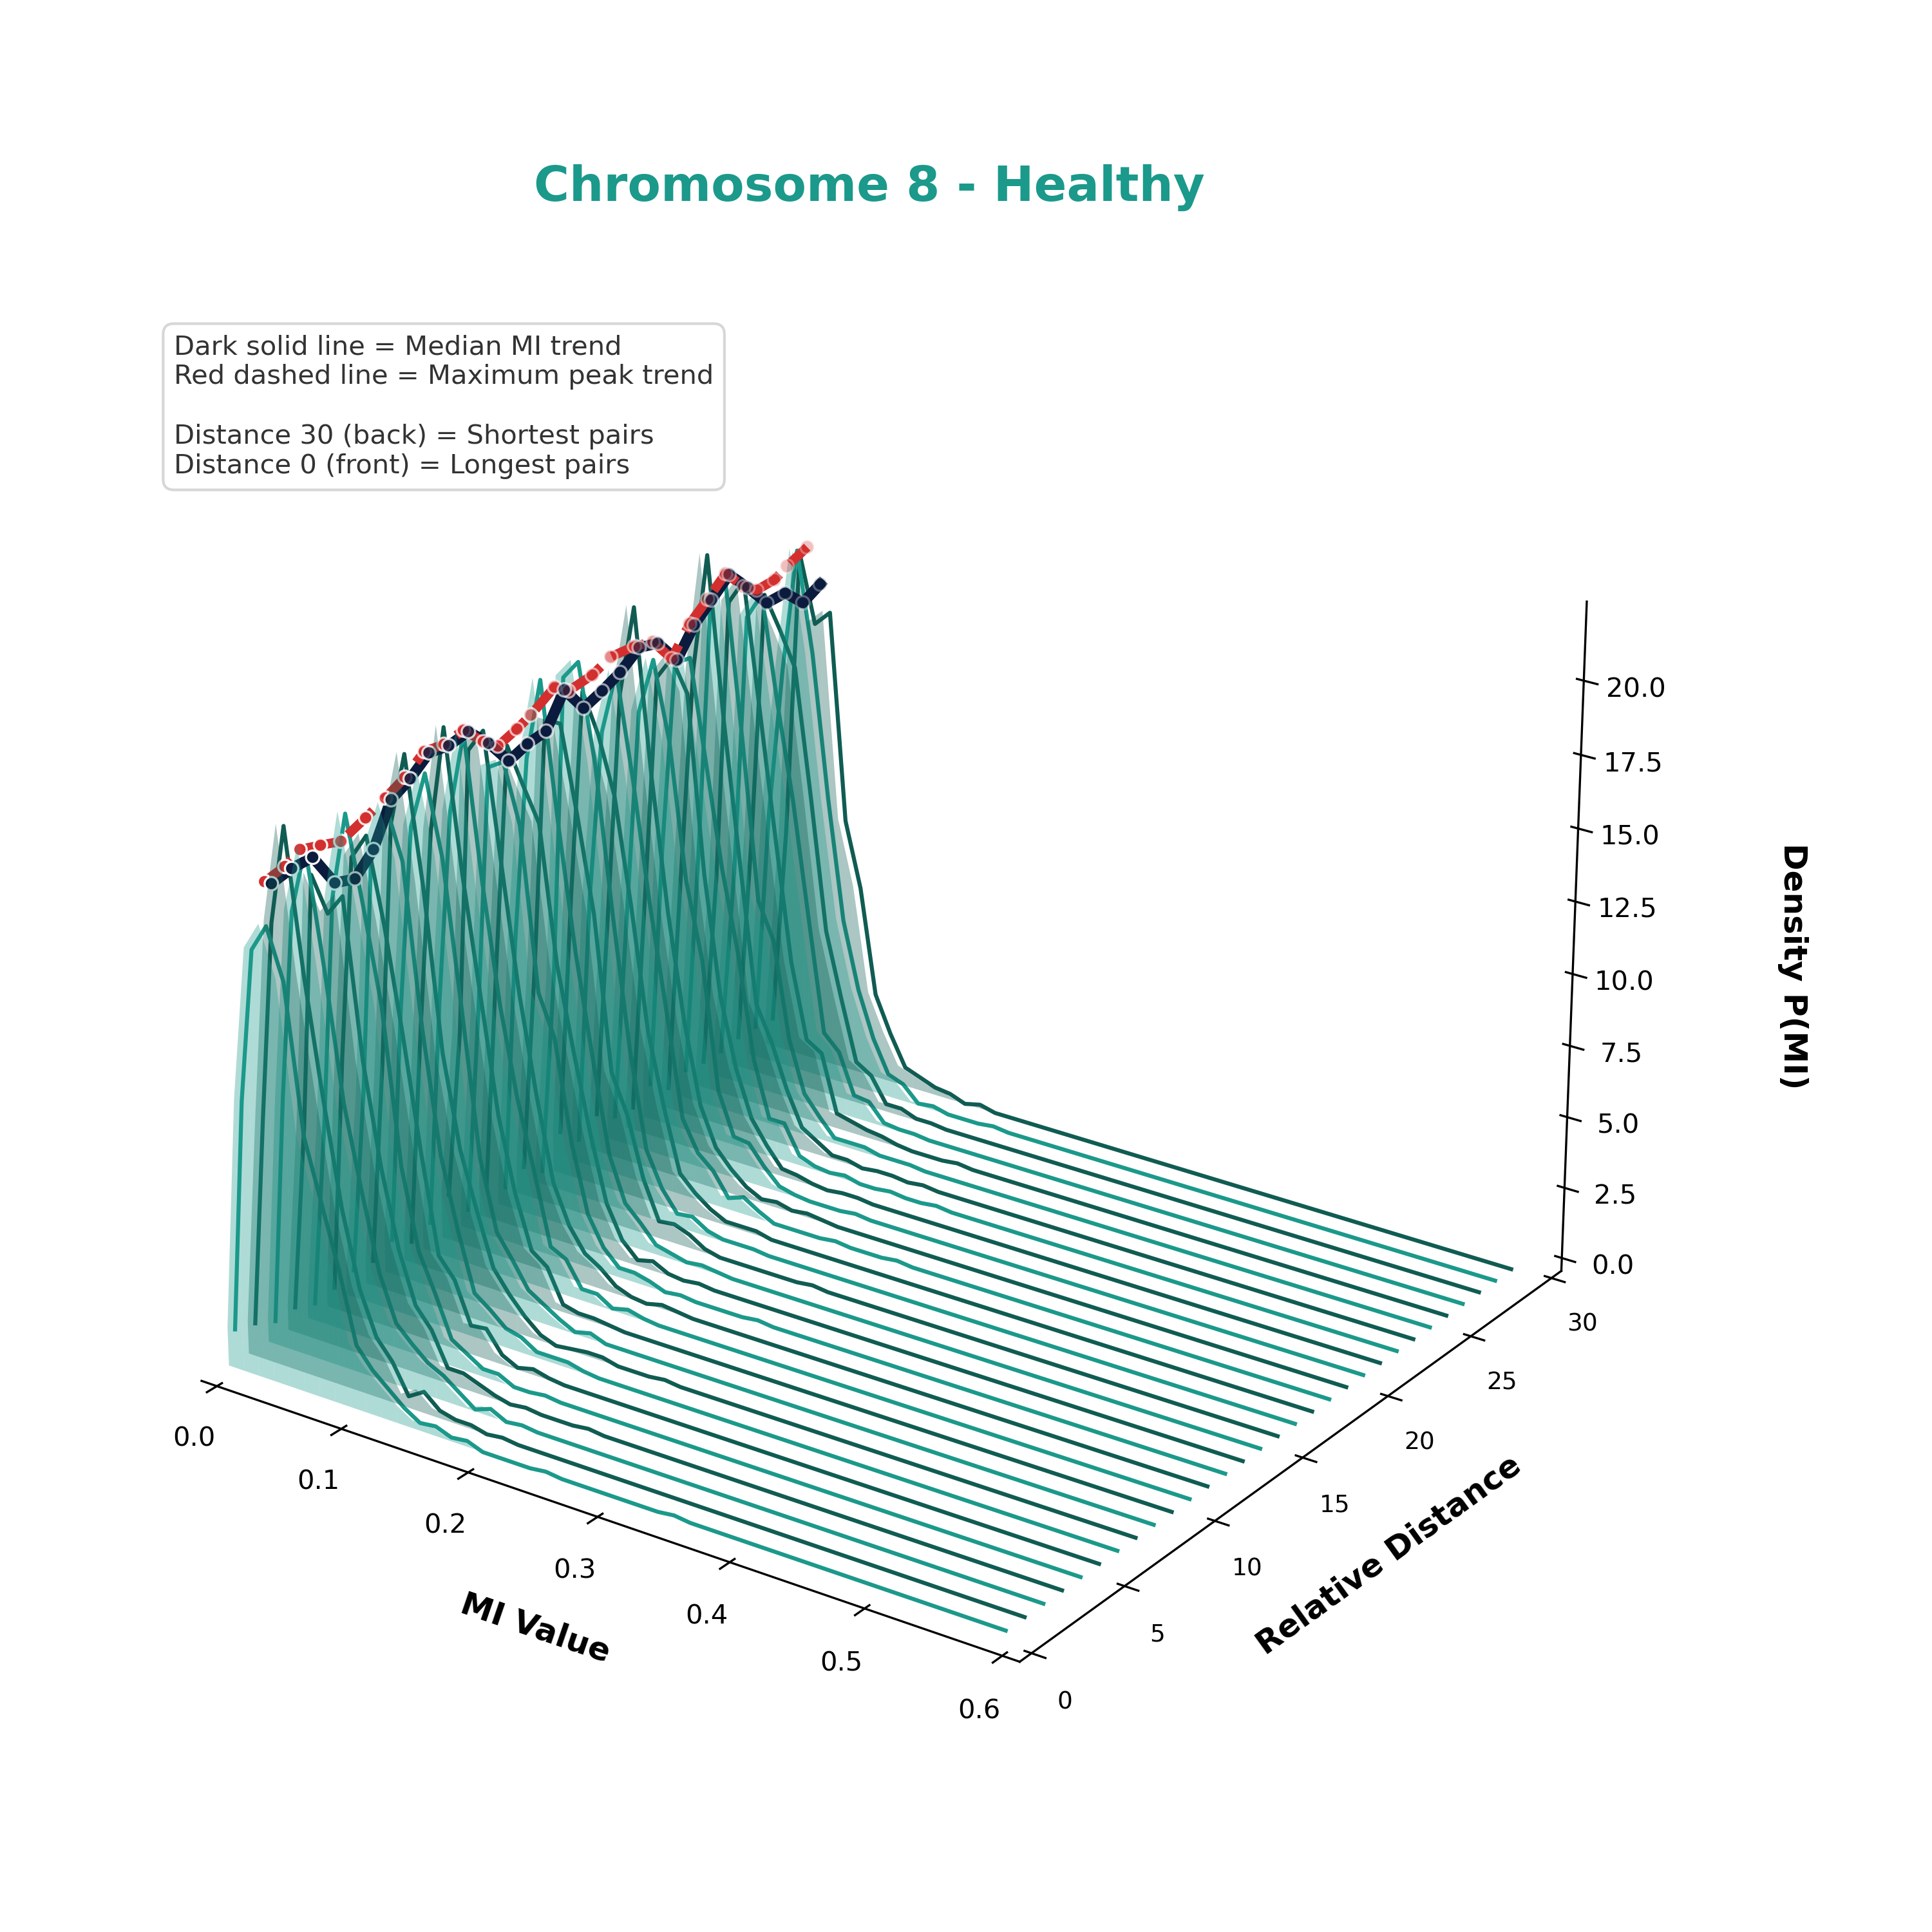 Chromosome 8 - Healthy
Dark solid line = Median MI trend
Red dashed line = Maximum peak trend
Distance 30 (back) = Shortest pairs
Distance 0 (front) = Longest pairs
20.0
17.5
15.0
12.5
10.0
7.5
5.0
2.5
0.0
Density P(MI)
30
25
20
15
10
5
0
Relative Distance
0.0
0.1
0.2
0.3
0.4
0.5
0.6
MI Value